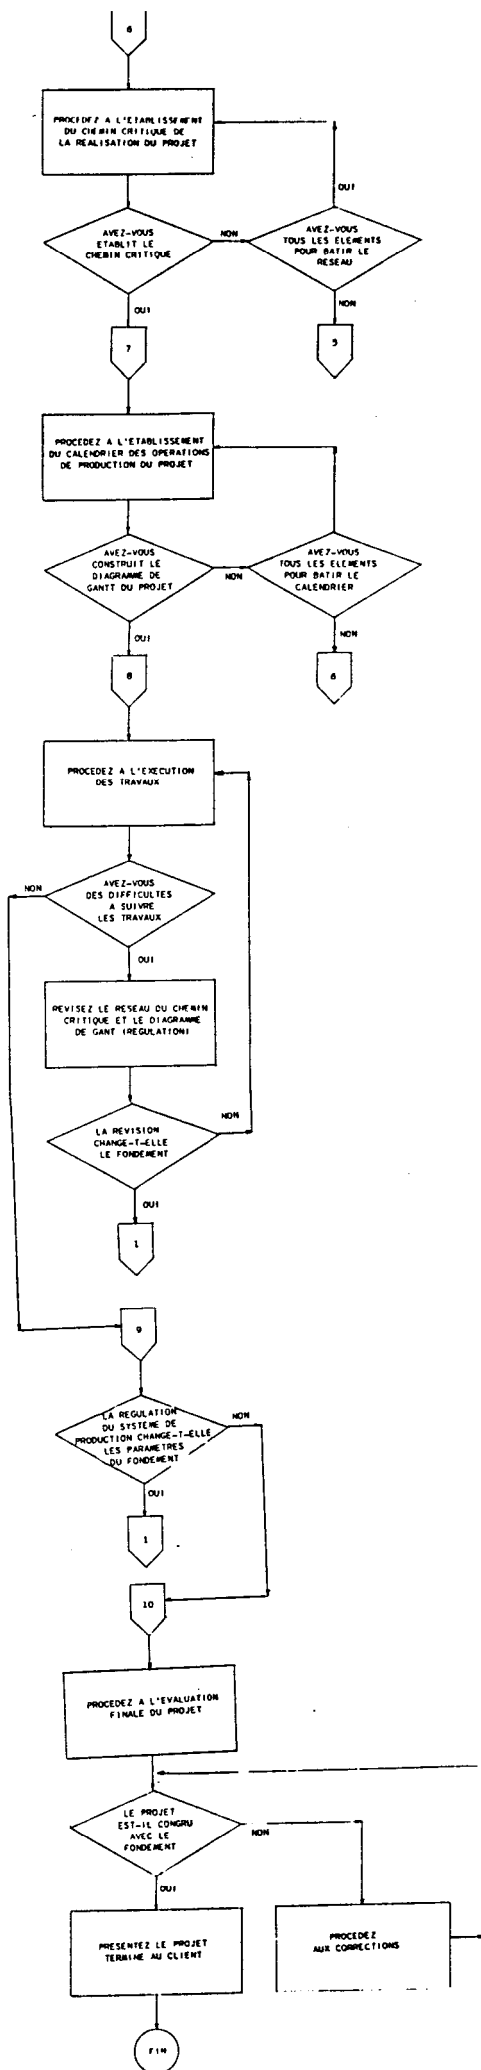 6
PROCEDEZ A L'ETABLISSEMENT
DU CHEMIN CRITIQUE DE
LA REALISATION DU PROJET
OUI
AVEZ-VOUS
ETABLIT LE
CHEMIN CRITIQUE
NON
AVEZ-VOUS
TOUS LES ELEMENTS
POUR BATIR LE
RESEAU
OUI
NON
7
5
PROCEDEZ A L'ETABLISSEMENT
DU CALENDRIER DES OPERATIONS
DE PRODUCTION DU PROJET
AVEZ-VOUS
CONSTRUIT LE
DIAGRAMME DE
GANTT DU PROJET
NON
AVEZ-VOUS
TOUS LES ELEMENTS
POUR BATIR LE
CALENDRIER
OUI
NON
8
6
PROCEDEZ A L'EXECUTION
DES TRAVAUX
NON
AVEZ-VOUS
DES DIFFICULTES
A SUIVRE
LES TRAVAUX
OUI
REVISEZ LE RESEAU DU CHEMIN
CRITIQUE ET LE DIAGRAMME
DE GANT (REGULATION)
NON
LA REVISION
CHANGE-T-ELLE
LE FONDEMENT
OUI
1
9
LA REGULATION
DU SYSTEME DE
PRODUCTION CHANGE-T-ELLE
LES PARAMETRES
DU FONDEMENT
NON
OUI
1
10
PROCEDEZ A L'EVALUATION
FINALE DU PROJET
LE PROJET
EST-IL CONGRU
AVEC LE
FONDEMENT
NON
OUI
PRESENTEZ LE PROJET
TERMINE AU CLIENT
PROCEDEZ
AUX CORRECTIONS
FIN